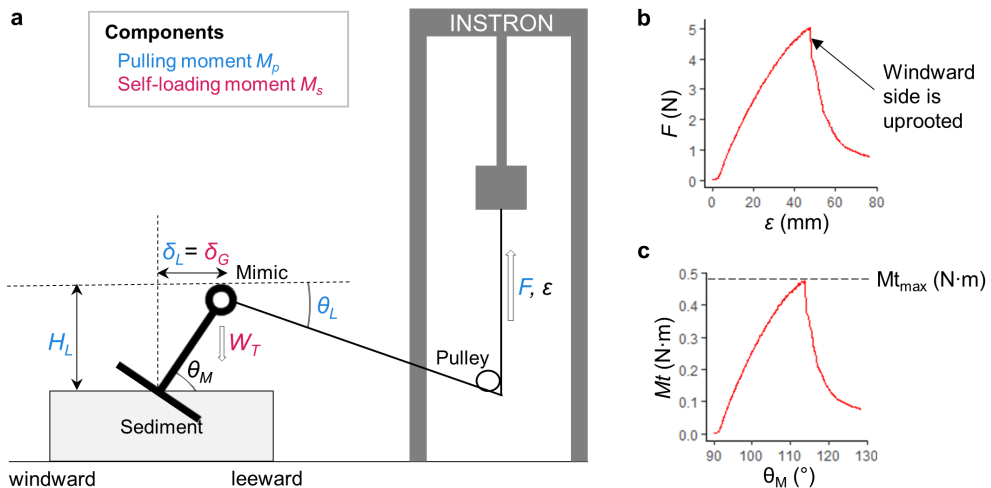 a
Components
Pulling moment Mp
Self-loading moment Ms
INSTRON
δL = δG
Mimic
θL
F, ε
HL
WT
θM
Pulley
Sediment
windward
leeward
b
F (N)
5
4
3
2
1
0
0 20 40 60 80
ε (mm)
Windward
side is
uprooted
c
Mt (N·m)
0.5
0.4
0.3
0.2
0.1
0.0
90 100 110 120 130
θM (°)
Mtmax (N·m)